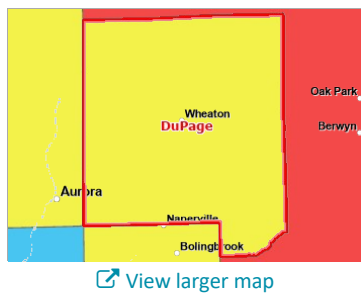 Oak Park
Wheaton
DuPage
Berwyn
Aurora
Naperville
Bolingbrook
View larger map